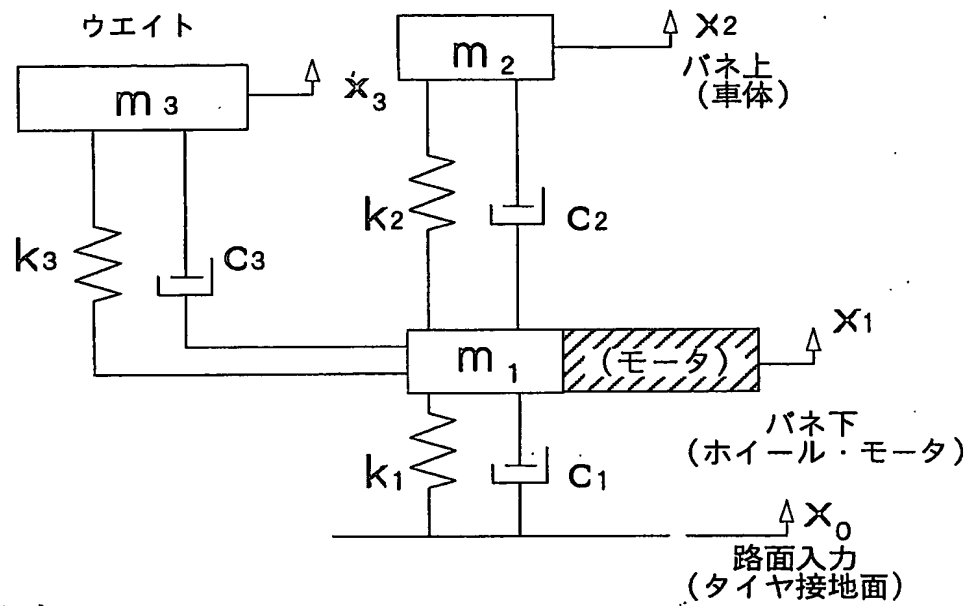 ウエイト
m3
x3
m2
x2
バネ上
(車体)
k3
c3
k2
c2
m1
(モータ)
x1
バネ下
(ホイール・モータ)
k1
c1
x0
路面入力
(タイヤ接地面)